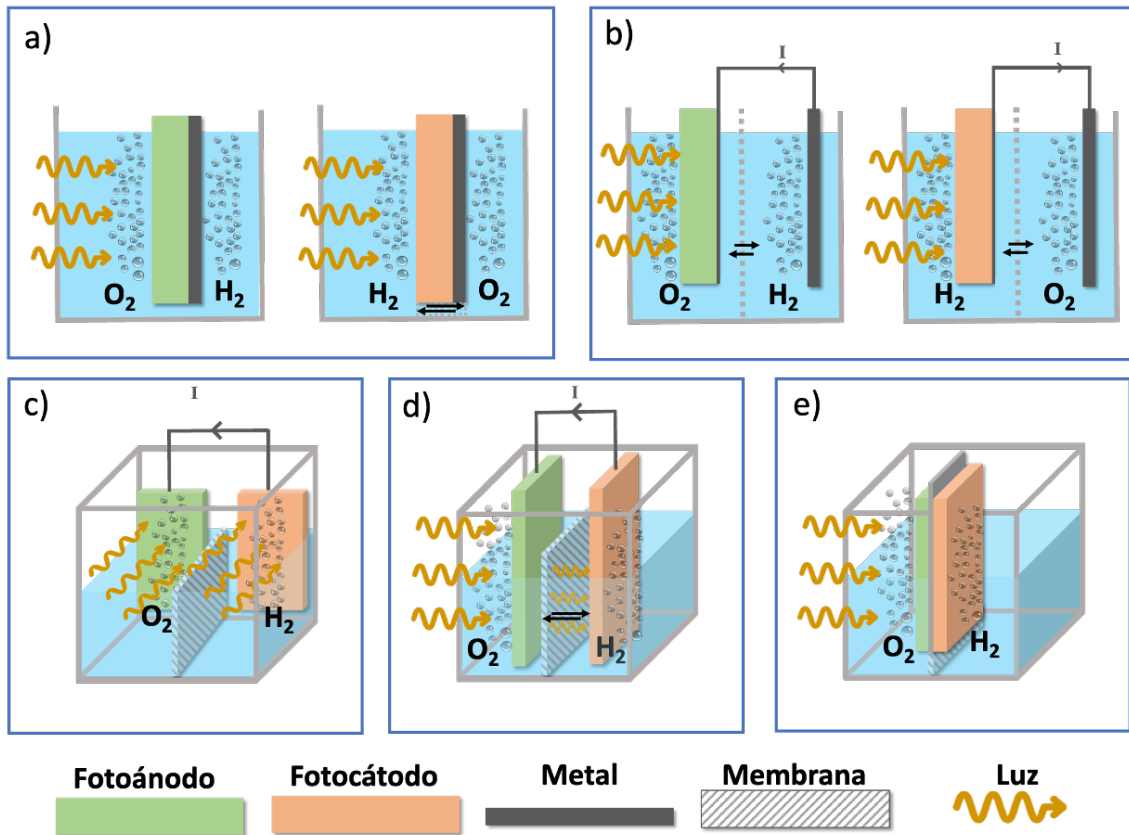 a)
O₂
H₂
H₂
O₂
b)
I
I
O₂
H₂
H₂
O₂
c)
I
O₂
H₂
d)
I
O₂
H₂
e)
O₂
H₂
Fotoánodo
Fotocátodo
Metal
Membrana
Luz